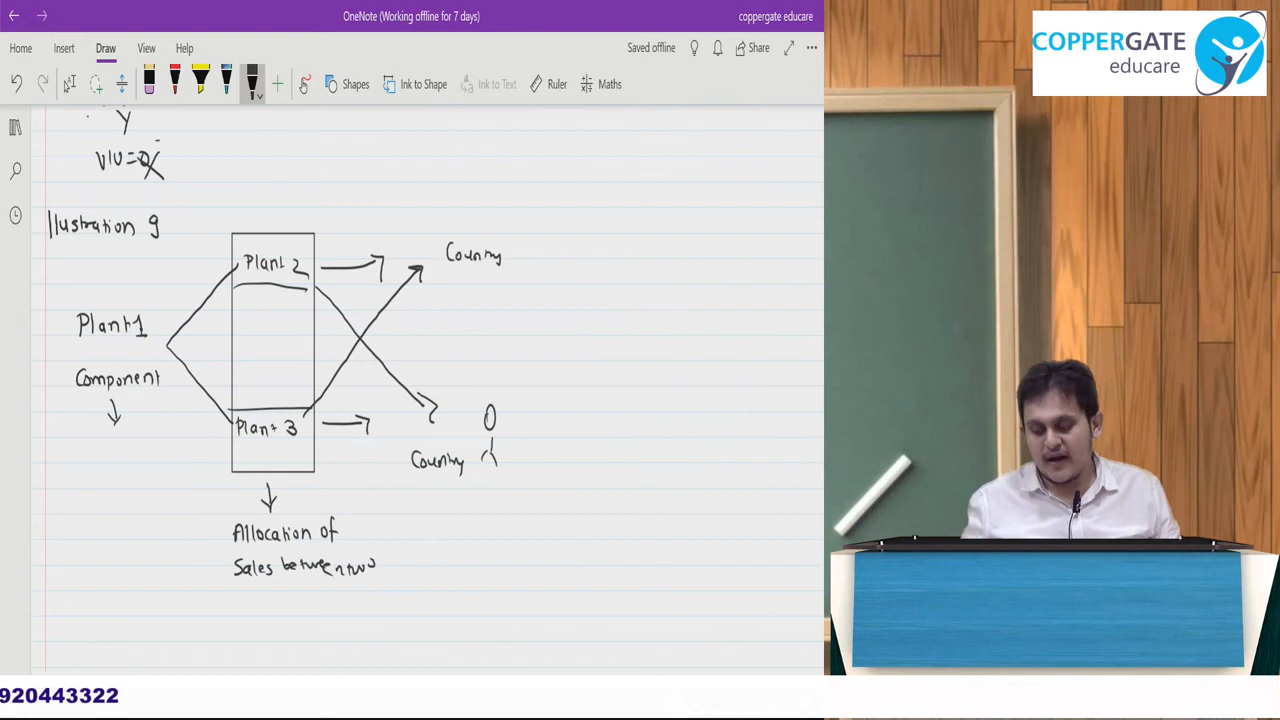 OneNote (Working offline for 7 days)
coppergate educare
Home Insert Draw View Help
Saved offline
Share
Shapes
Ink to Shape
Ink to Text
Ruler
Maths
COPPERGATE
educare
Y
VIU=
Illustration 9
Plant 2
Country
Plant 1
Component
Plant 3
Country
Allocation of
Sales between two
920443322